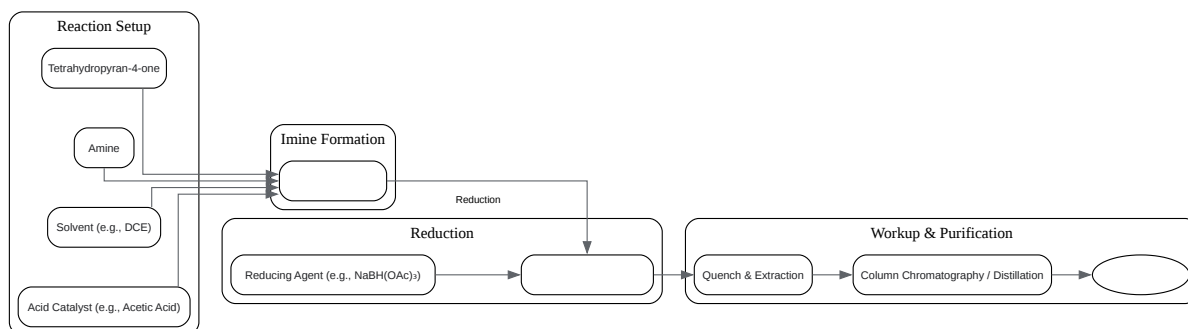 Reaction Setup
Tetrahydropyran-4-one
Amine
Solvent (e.g., DCE)
Acid Catalyst (e.g., Acetic Acid)
Imine Formation
Reduction
Reduction
Reducing Agent (e.g., NaBH(OAc)₃)
Workup & Purification
Quench & Extraction
Column Chromatography / Distillation